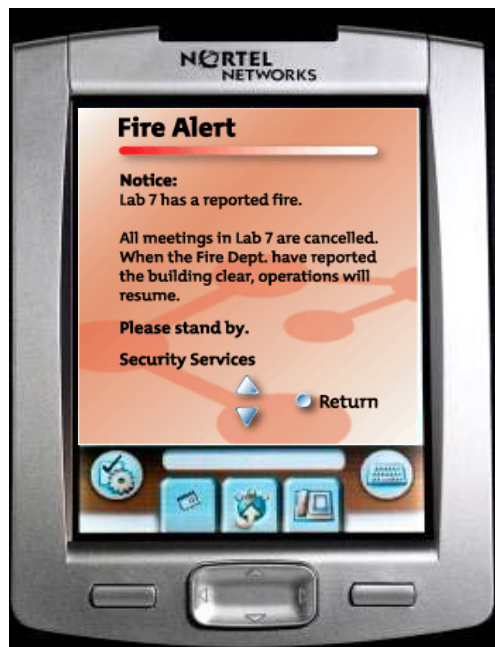 NORTEL
NETWORKS
Fire Alert
Notice:
Lab 7 has a reported fire.
All meetings in Lab 7 are cancelled.
When the Fire Dept. have reported
the building clear, operations will
resume.
Please stand by.
Security Services
Return